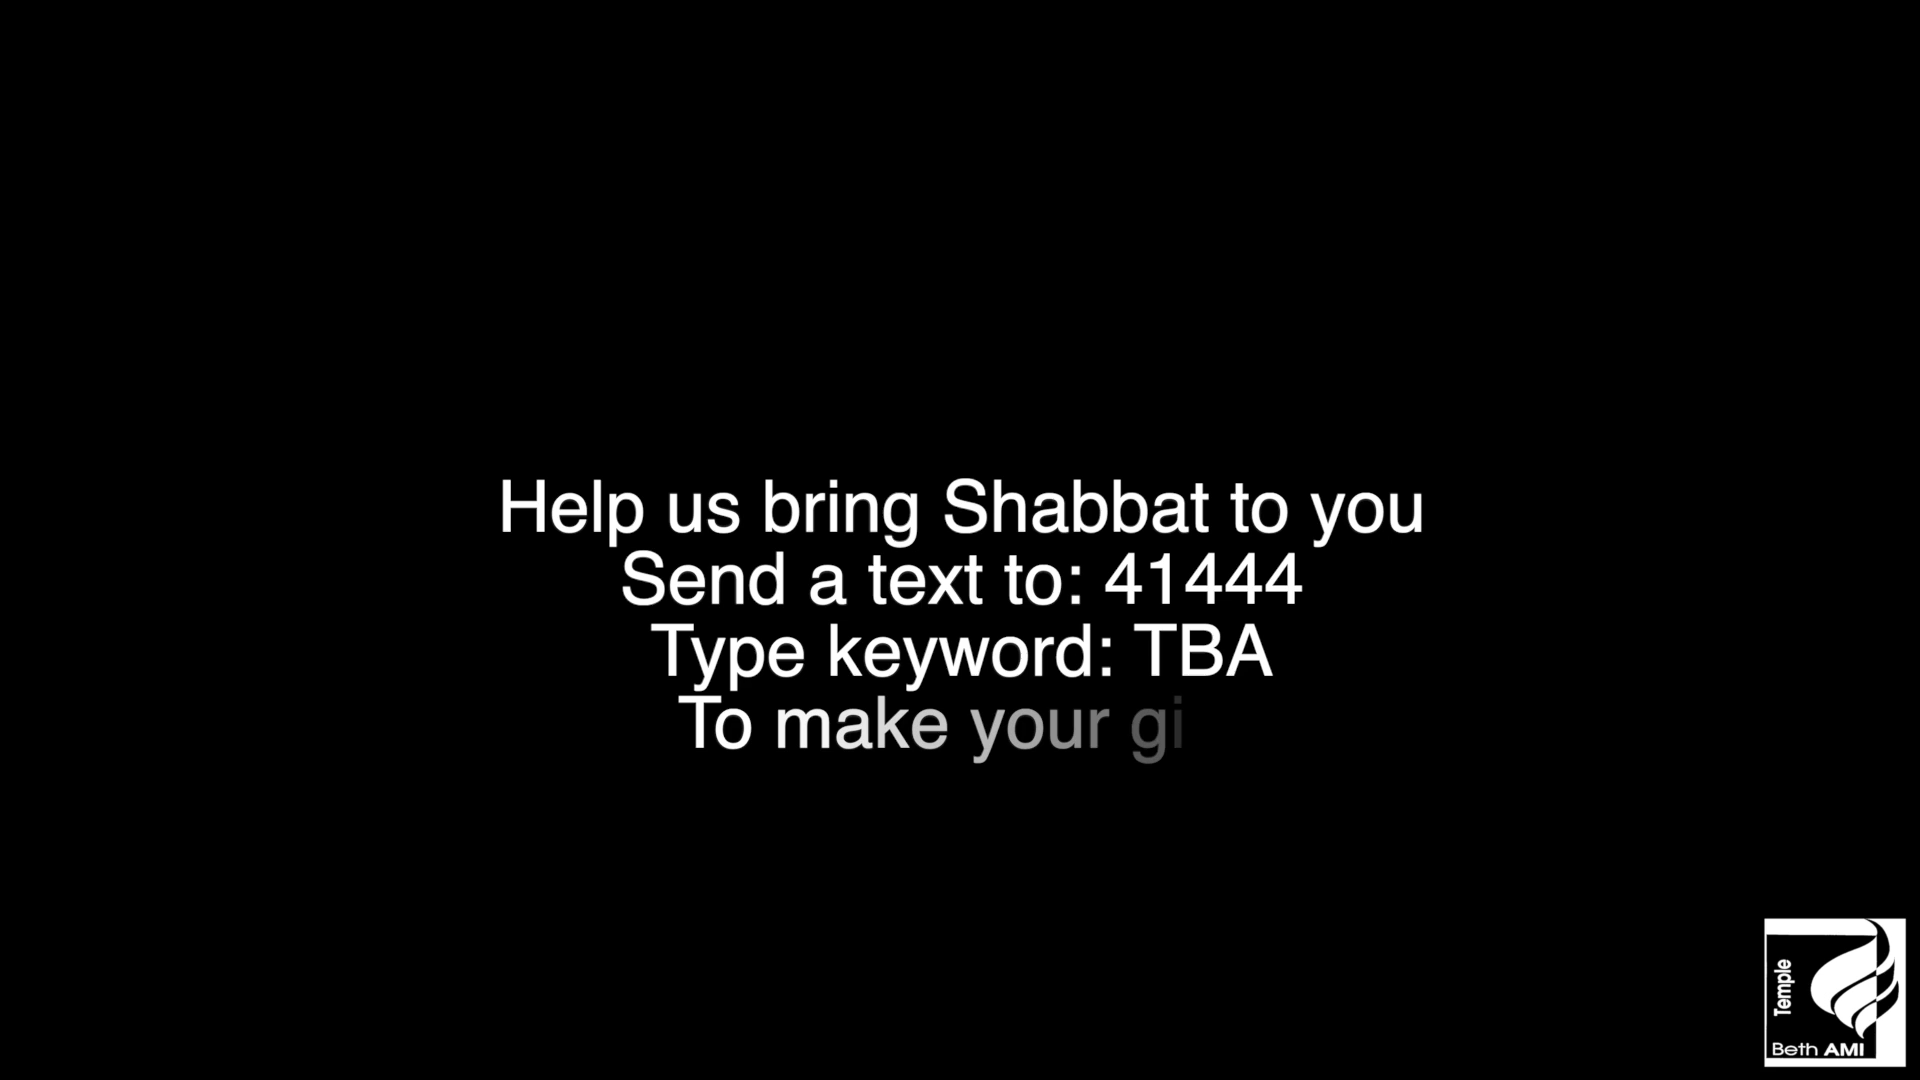 Help us bring Shabbat to you
Send a text to: 41444
Type keyword: TBA
To make your gi
Temple
Beth AMI